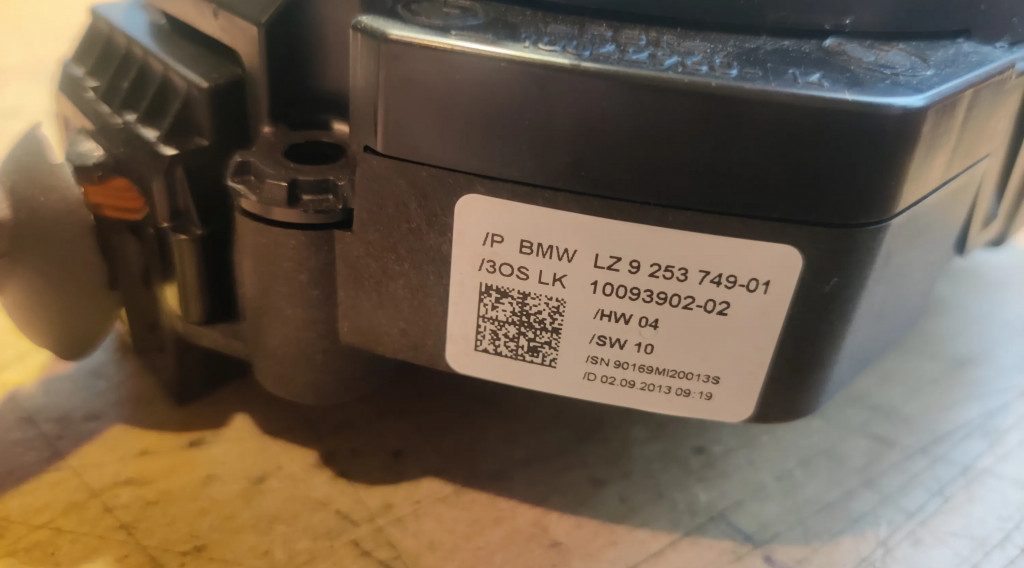 /P BMW LZ 9 253 749-01
/3OS LK 10093902-02
/HW 04
/SW 10
/SN 90169MI20013S
/D 02.09.2013 09:19